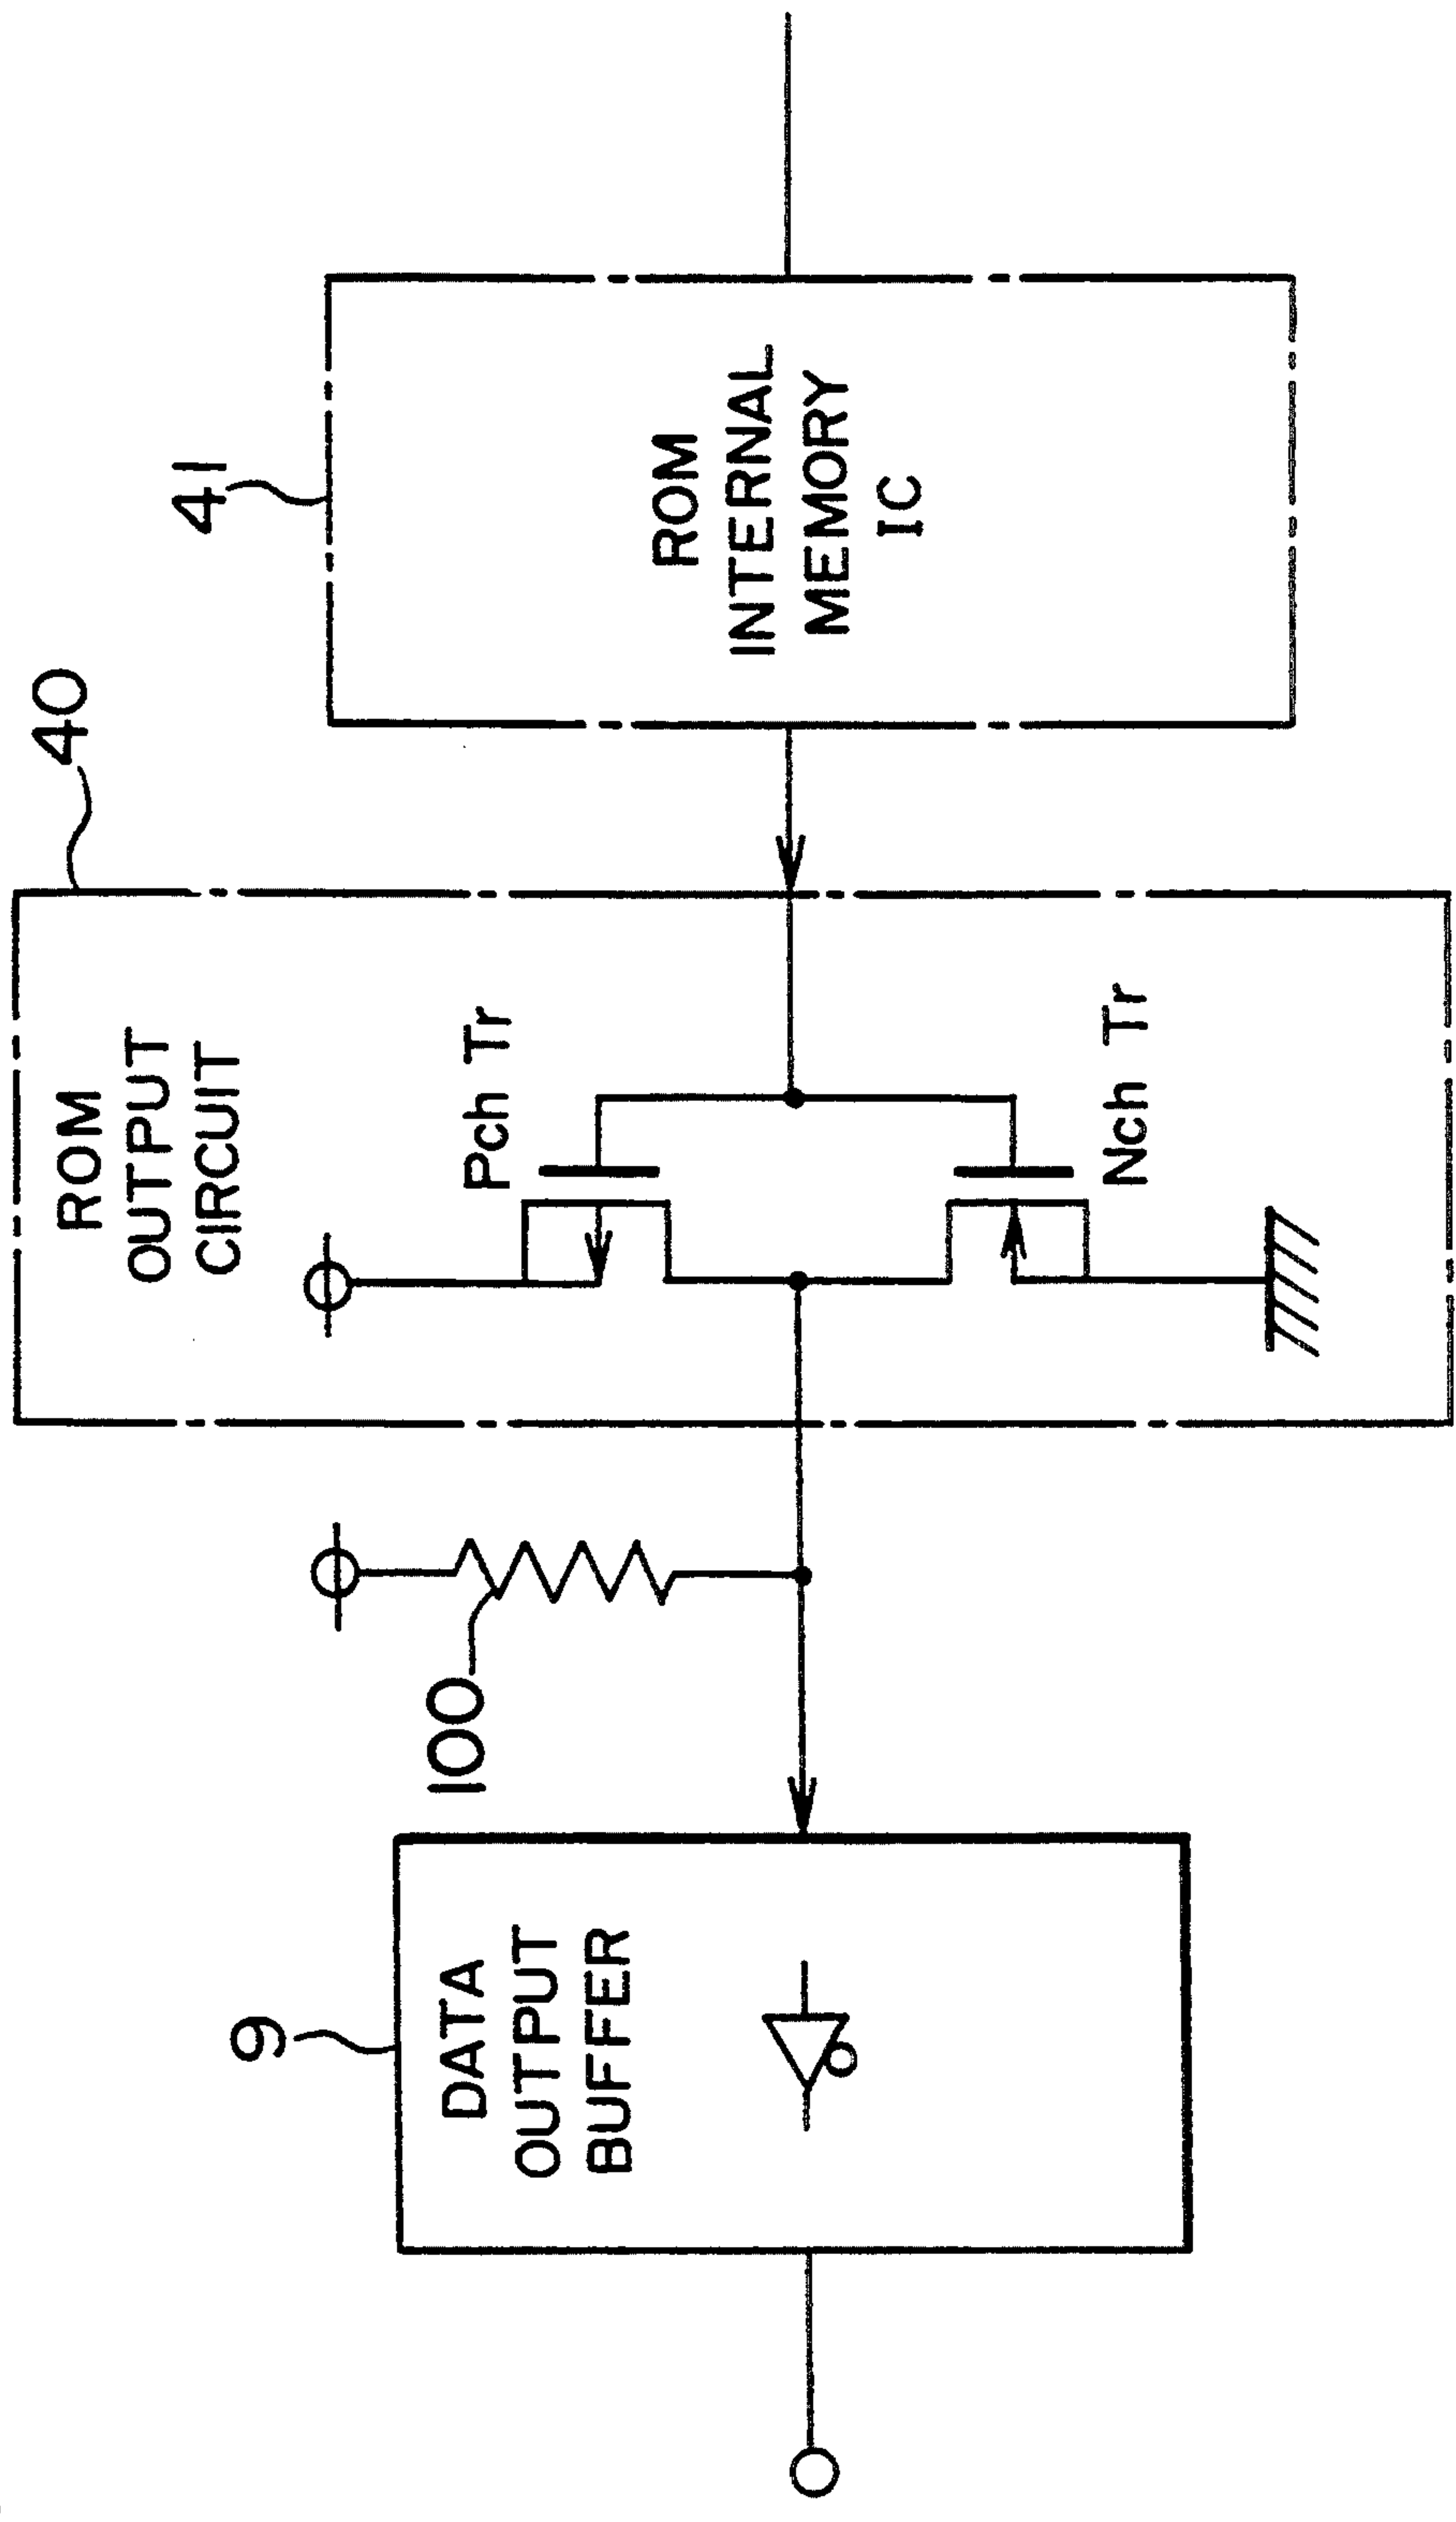 9
DATA
OUTPUT
BUFFER
100
40
ROM
OUTPUT
CIRCUIT
Pch Tr
Nch Tr
41
ROM
INTERNAL
MEMORY
IC